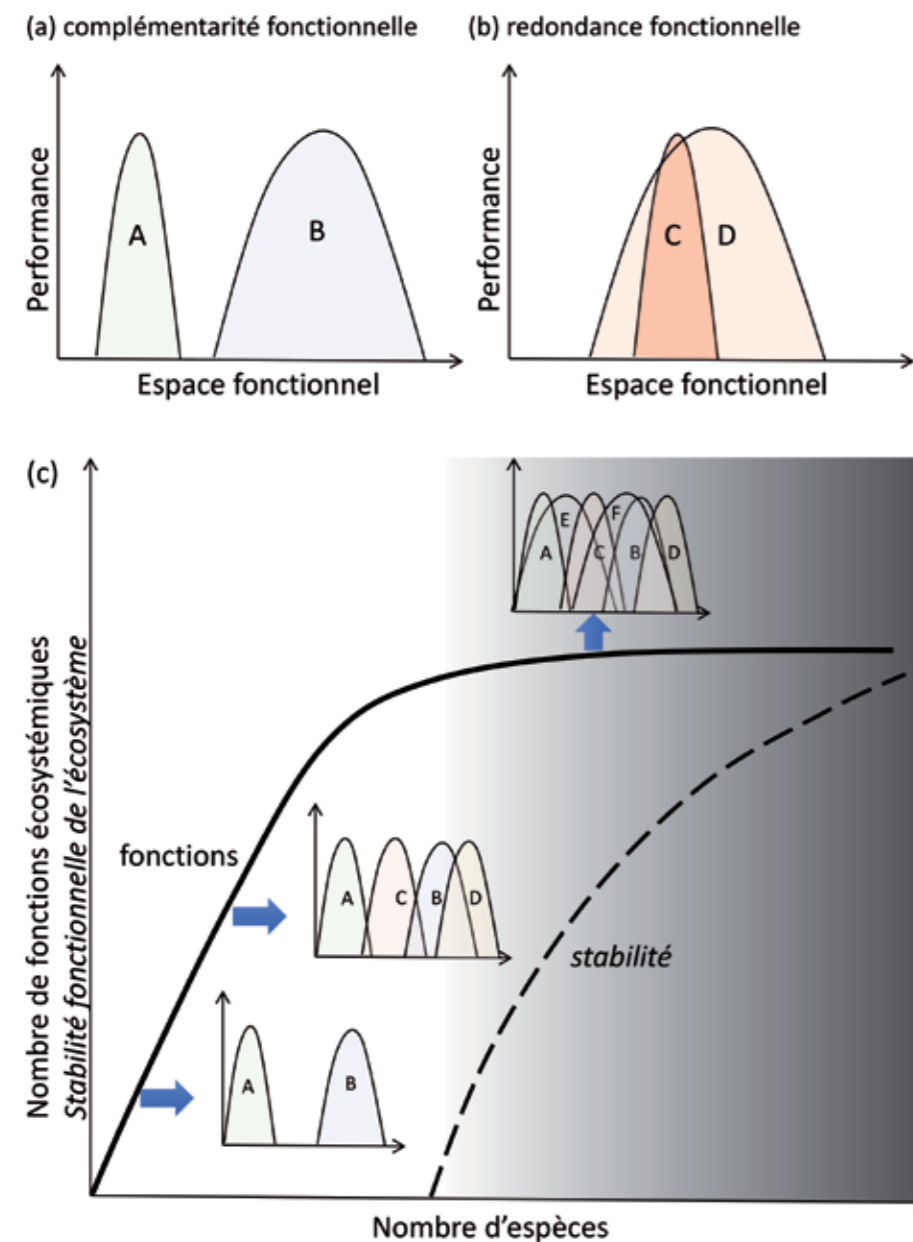 (a) complémentarité fonctionnelle
Performance
A
B
Espace fonctionnel
(b) redondance fonctionnelle
Performance
C
D
Espace fonctionnel
(c)
Nombre de fonctions écosystémiques
Stabilité fonctionnelle de l'écosystème
A
E
C
F
B
D
fonctions
A
C
B
D
stabilité
A
B
Nombre d'espèces